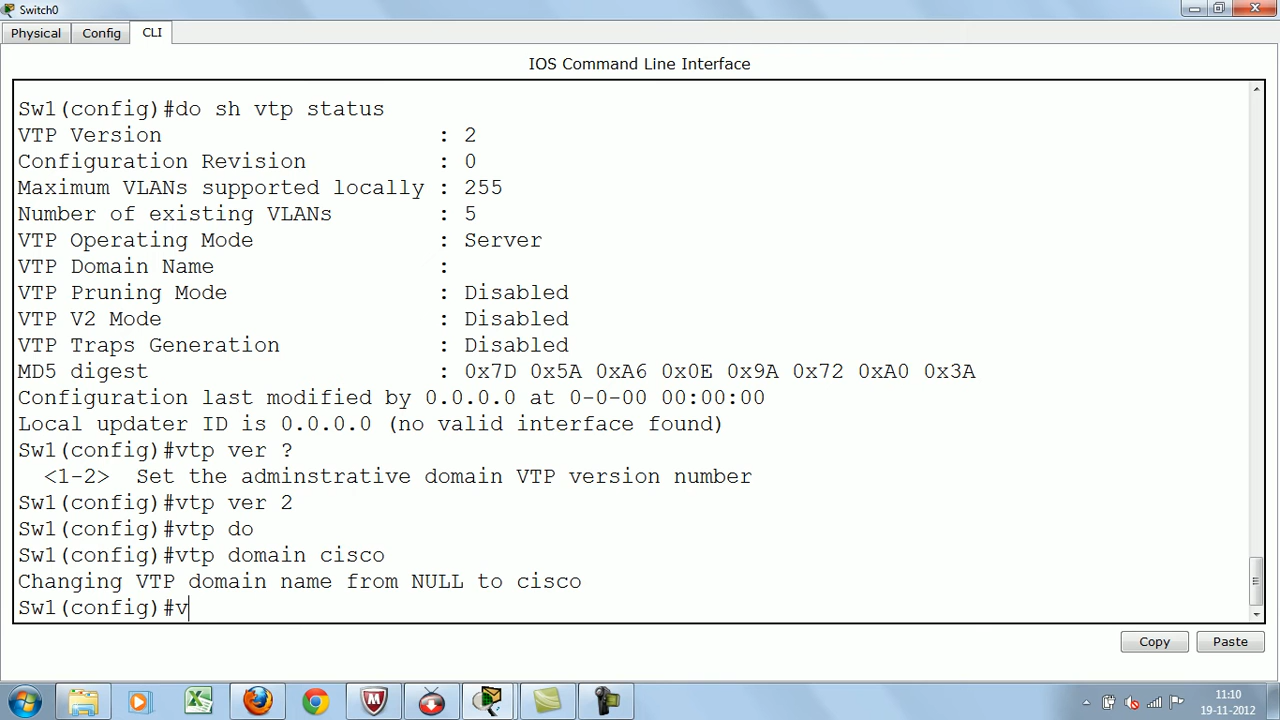 Switch0
Physical Config CLI
IOS Command Line Interface
Sw1(config)#do sh vtp status
VTP Version : 2
Configuration Revision : 0
Maximum VLANs supported locally : 255
Number of existing VLANs : 5
VTP Operating Mode : Server
VTP Domain Name :
VTP Pruning Mode : Disabled
VTP V2 Mode : Disabled
VTP Traps Generation : Disabled
MD5 digest : 0x7D 0x5A 0xA6 0x0E 0x9A 0x72 0xA0 0x3A
Configuration last modified by 0.0.0.0 at 0-0-00 00:00:00
Local updater ID is 0.0.0.0 (no valid interface found)
Sw1(config)#vtp ver ?
<1-2> Set the adminstrative domain VTP version number
Sw1(config)#vtp ver 2
Sw1(config)#vtp do
Sw1(config)#vtp domain cisco
Changing VTP domain name from NULL to cisco
Sw1(config)#v
Copy Paste
11:10
19-11-2012